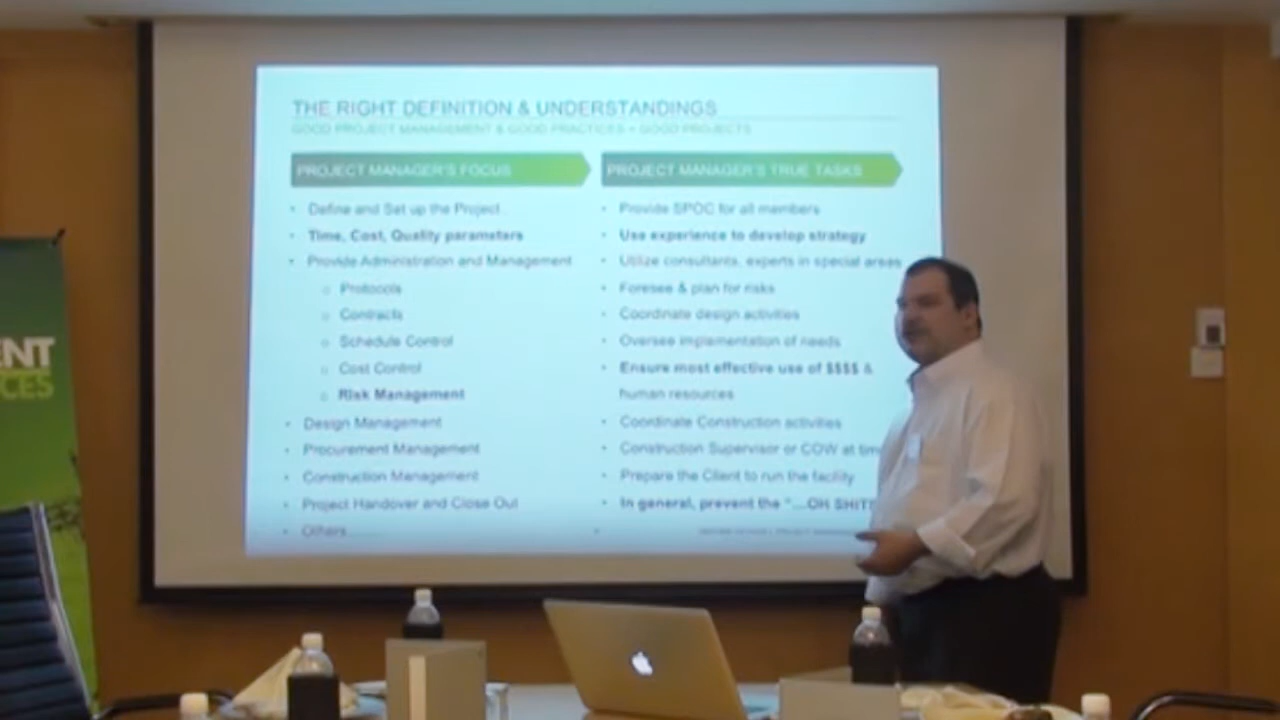 THE RIGHT DEFINITION & UNDERSTANDINGS
GOOD PROJECT MANAGEMENT & GOOD PRACTICES = GOOD PROJECTS
PROJECT MANAGER'S FOCUS
• Define and Set up the Project
• Time, Cost, Quality parameters
• Provide Administration and Management
o Protocols
o Contracts
o Schedule Control
o Cost Control
o Risk Management
• Design Management
• Procurement Management
• Construction Management
• Project Handover and Close Out
• Others
PROJECT MANAGER'S TRUE TASKS
• Provide SPOC for all members
• Use experience to develop strategy
• Utilize consultants, experts in special areas
• Foresee & plan for risks
• Coordinate design activities
• Oversee implementation of needs
• Ensure most effective use of $$$$ &
human resources
• Coordinate Construction activities
• Construction Supervisor or COW at
• Prepare the Client to run the facility
• In general, prevent the "...OH SHIT!
ENT
CES